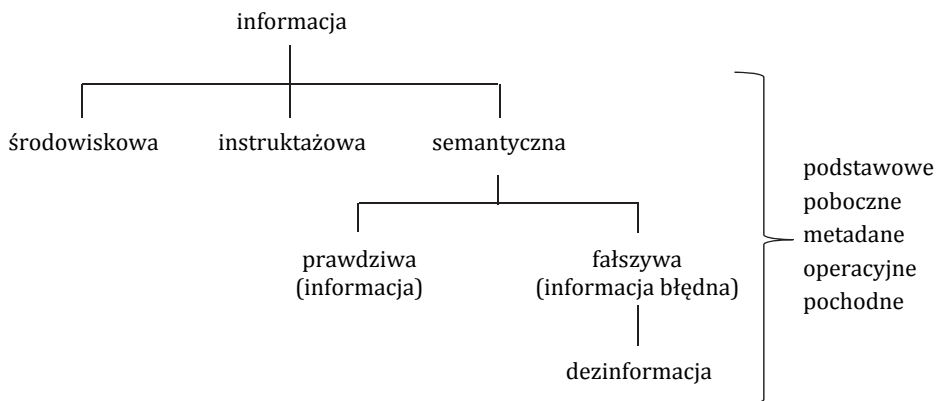 informacja
środowiskowa
instruktażowa
semantyczna
prawdziwa
(informacja)
fałszywa
(informacja błędna)
dezinformacja
podstawowe
poboczne
metadane
operacyjne
pochodne